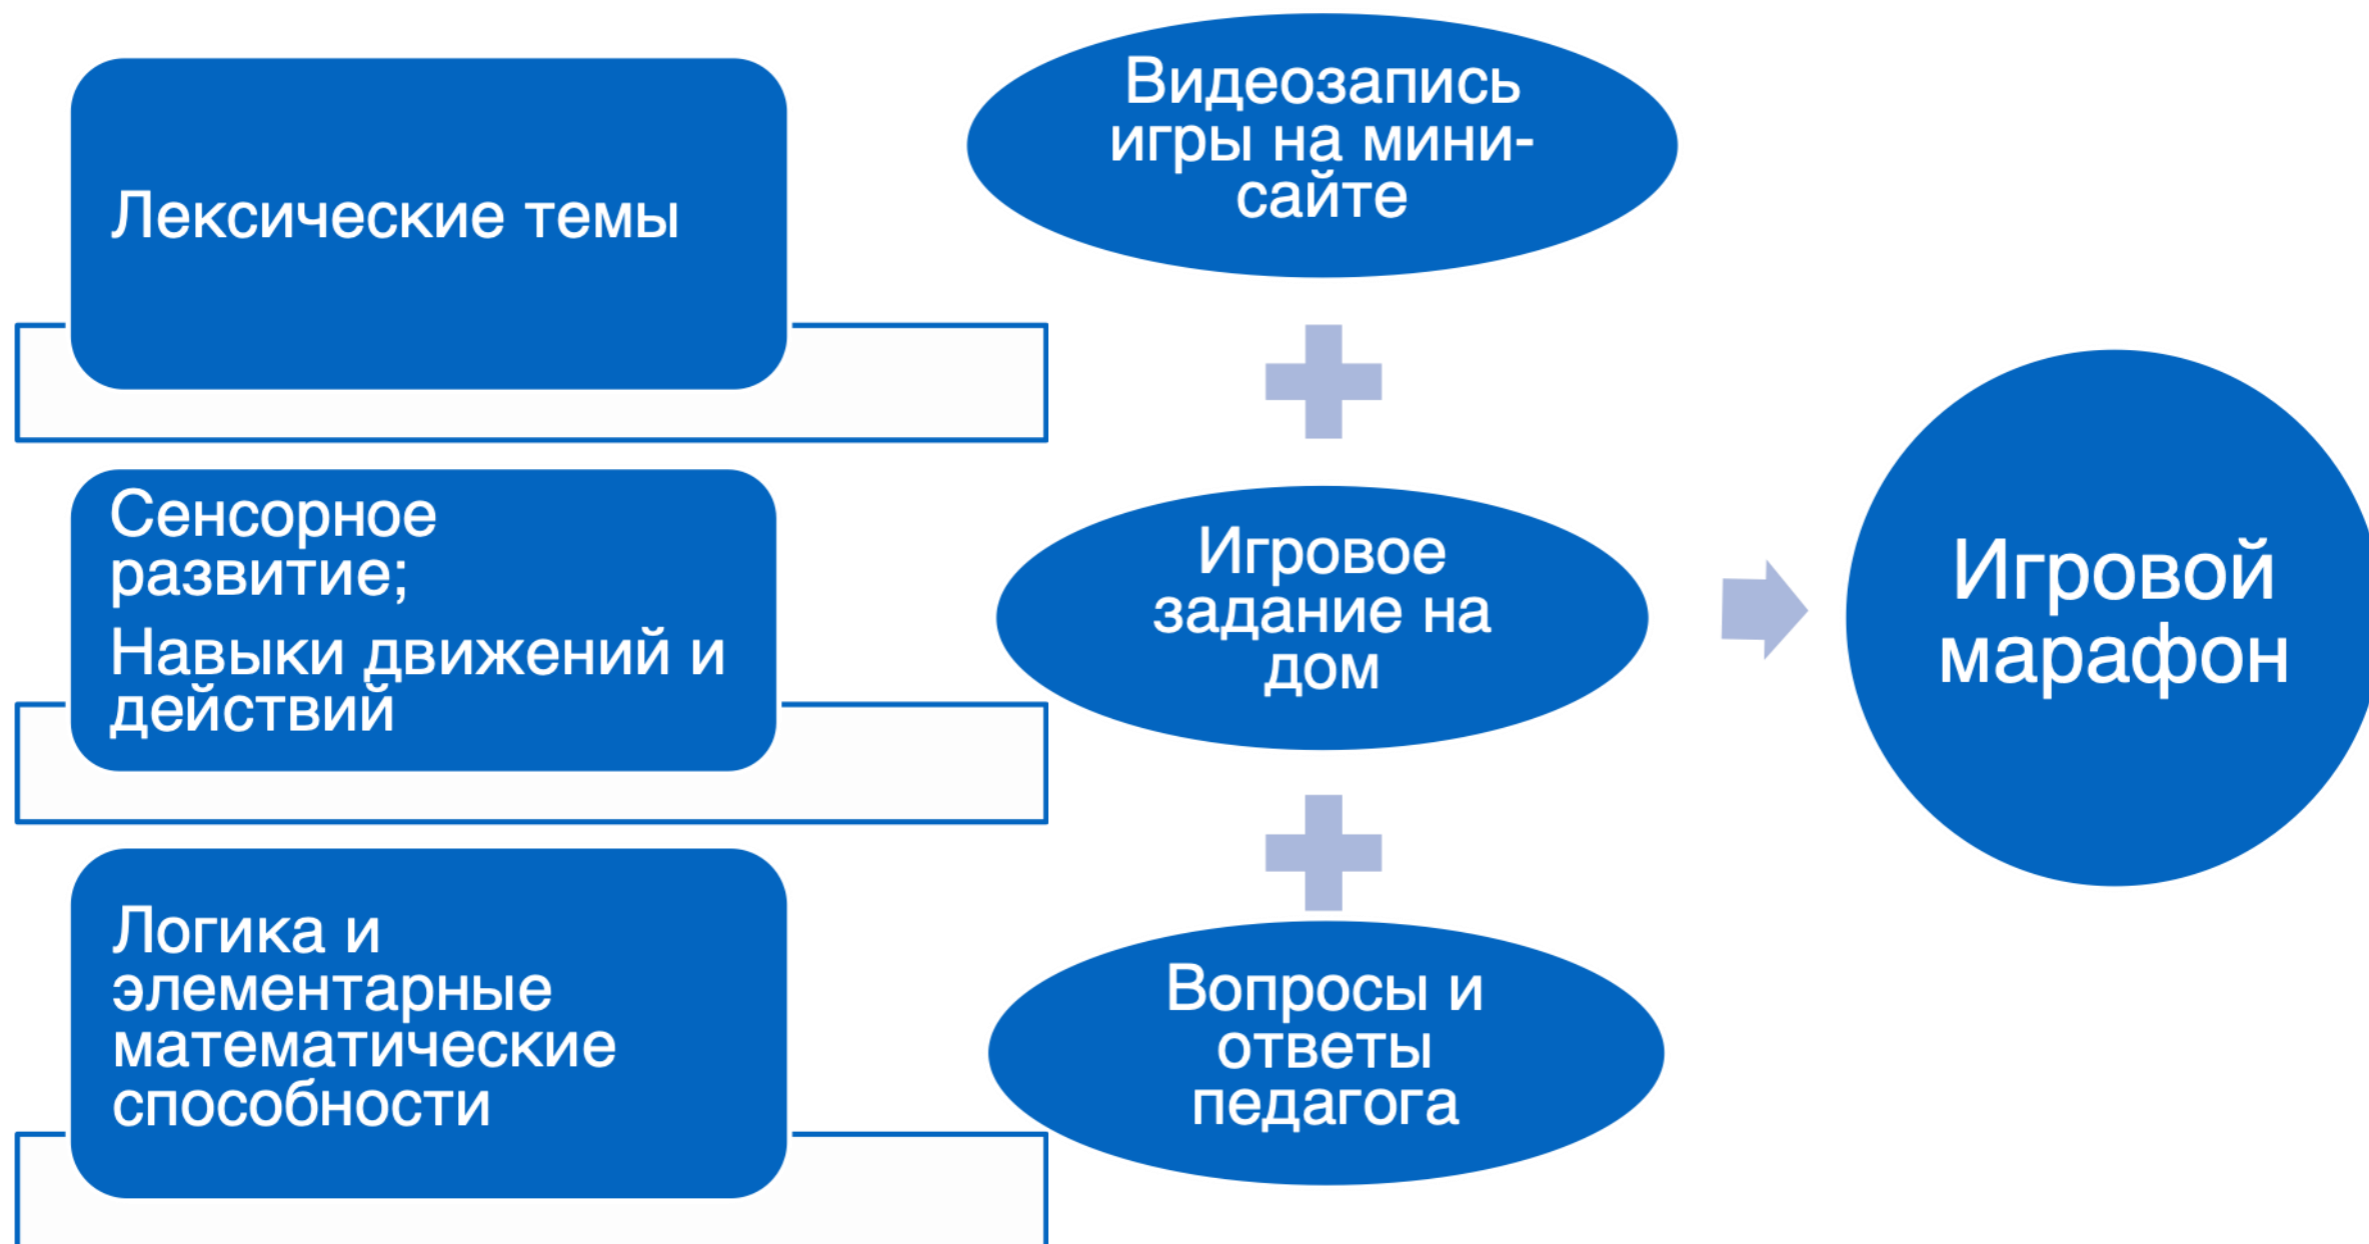 Лексические темы
Сенсорное
развитие;
Навыки движений и
действий
Логика и
элементарные
математические
способности
Видеозапись
игры на мини-
сайте
Игровое
задание на
дом
Вопросы и
ответы
педагога
Игровой
марафон